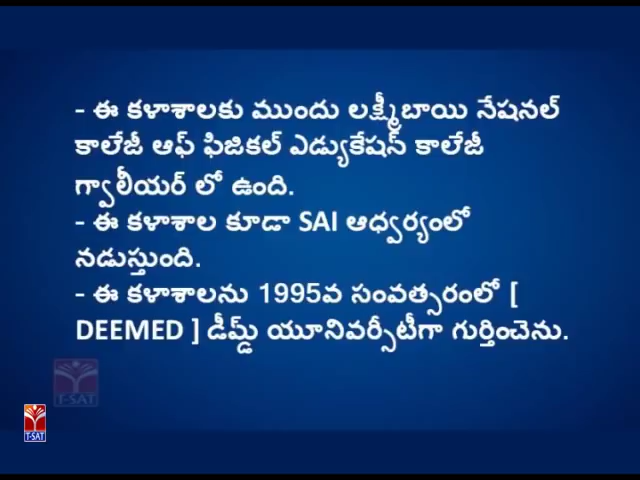 - ఈ కళాశాలకు ముందు లక్ష్మీబాయి నేషనల్
కాలేజీ ఆఫ్ ఫిజికల్ ఎడ్యుకేషన్ కాలేజీ
గ్వాలీయర్ లో ఉంది.
- ఈ కళాశాల కూడా SAI ఆధ్వర్యంలో
నడుస్తుంది.
- ఈ కళాశాలను 1995వ సంవత్సరంలో [
DEEMED ] డీమ్డ్ యూనివర్సీటీగా గుర్తించెను.
T-SAT
T-SAT